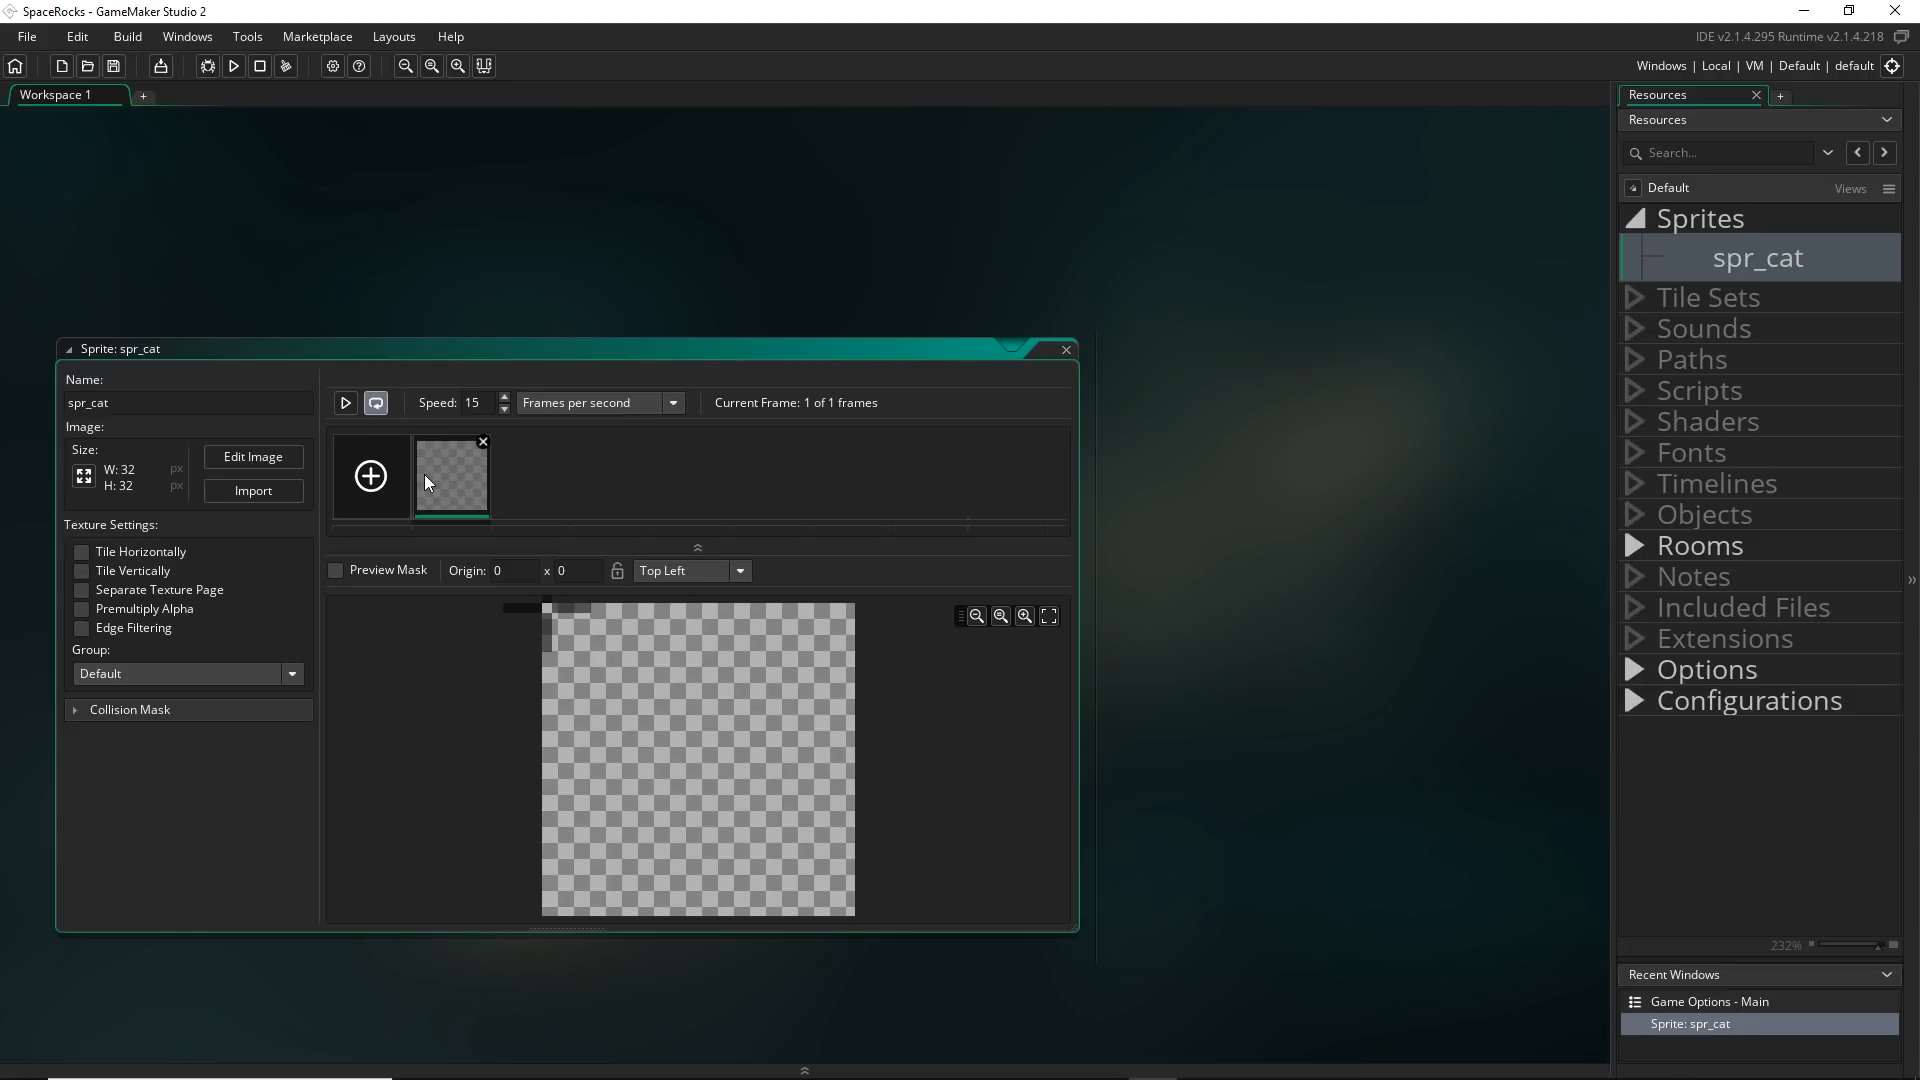 SpaceRocks - GameMaker Studio 2
File Edit Build Windows Tools Marketplace Layouts Help
IDE v2.1.4.295 Runtime v2.1.4.218
Windows | Local | VM | Default | default
Workspace 1
+
Resources
+
Resources
Search...
Default
Views
Sprites
spr_cat
Tile Sets
Sounds
Paths
Scripts
Shaders
Fonts
Timelines
Objects
Rooms
Notes
Included Files
Extensions
Options
Configurations
232%
Recent Windows
Game Options - Main
Sprite: spr_cat
Sprite: spr_cat
Name:
spr_cat
Image:
Size:
W: 32 px
H: 32 px
Edit Image
Import
Texture Settings:
Tile Horizontally
Tile Vertically
Separate Texture Page
Premultiply Alpha
Edge Filtering
Group:
Default
Collision Mask
Speed: 15 Frames per second Current Frame: 1 of 1 frames
Preview Mask Origin: 0 x 0 Top Left